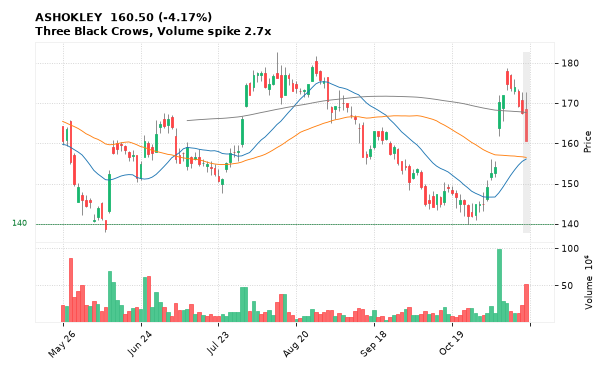 ASHOKLEY 160.50 (-4.17%)
Three Black Crows, Volume spike 2.7x
180
170
160
150
140
140
Price
100
50
Volume 10⁴
May 26
Jun 24
Jul 23
Aug 20
Sep 18
Oct 19